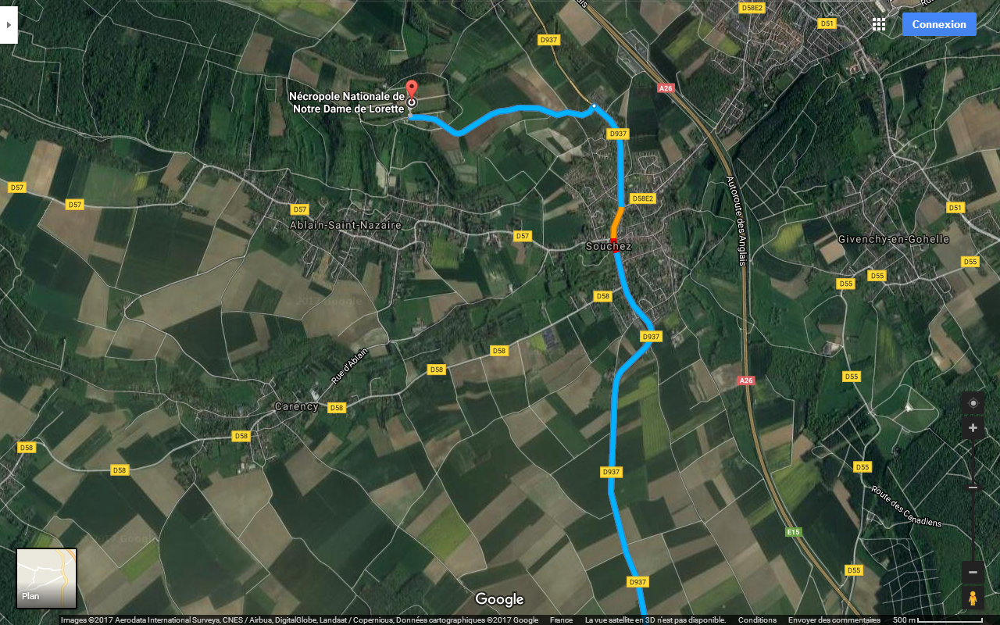 D58E2
D51
Connexion
D937
A26
Nécropole Nationale de
Notre Dame de Lorette
D937
D57
D57
D57
D58E2
D51
Autoroute des Anglais
Ablain-Saint-Nazaire
D57
Souchez
Givenchy-en-Gohelle
D55
D55
D55
D58
D937
Rue d'Ablain
D58
D58
D55
A26
Carency
D58
D58
D58
D58
D937
D55
Route des Canadiens
E15
D55
D937
Plan
Google
Images ©2017 Aerodata International Surveys, CNES / Airbus, DigitalGlobe, Landsat / Copernicus, Données cartographiques ©2017 Google France La vue satellite en 3D n'est pas disponible. Conditions Envoyer des commentaires 500 m